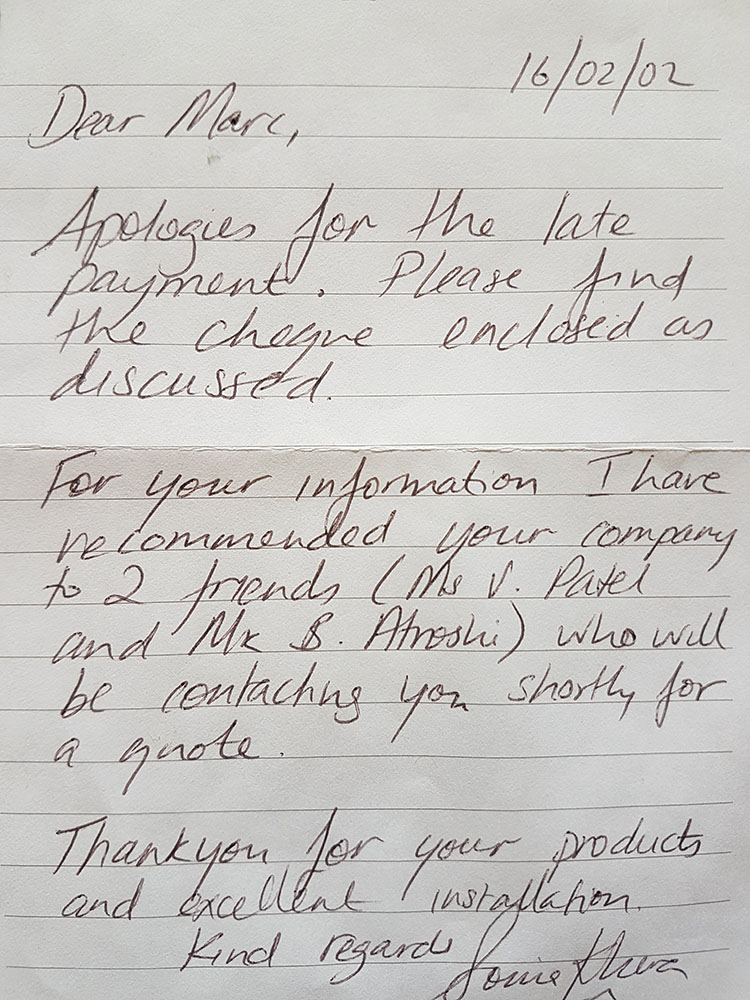 16/02/02
Dear Marc,
Apologies for the late
payment. Please find
the cheque enclosed as
discussed.
For your information I have
recommended your company
to 2 friends (Ms V. Patel
and Mr S. Atroshi) who will
be contacting you shortly for
a quote.
Thankyou for your products
and excellent installation.
Kind regards